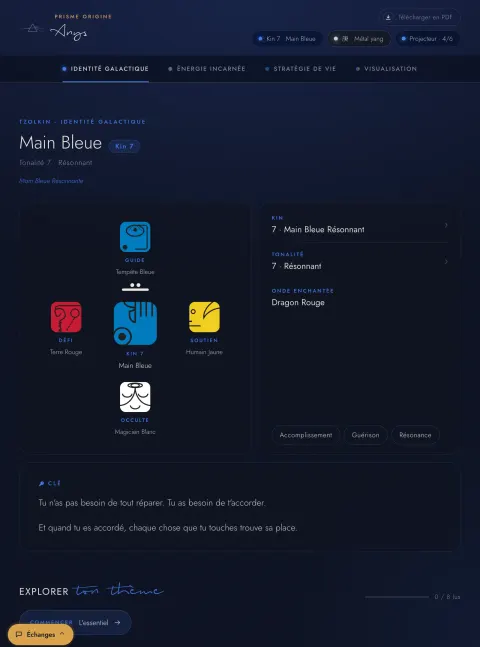 PRISME ORIGINE
Anys
Télécharger en PDF
Kin 7 · Main Bleue
Métal yang
Projecteur · 4/6
IDENTITÉ GALACTIQUE
ÉNERGIE INCARNÉE
STRATÉGIE DE VIE
VISUALISATION
TZOLKIN · IDENTITÉ GALACTIQUE
Main Bleue
Kin 7
Tonalité 7 · Résonnant
Main Bleue Résonnante
GUIDE
Tempête Bleue
DÉFI
Terre Rouge
KIN 7
Main Bleue
SOUTIEN
Humain Jaune
OCCULTE
Magicien Blanc
KIN
7 · Main Bleue Résonnant
TONALITÉ
7 · Résonnant
ONDE ENCHANTÉE
Dragon Rouge
Accomplissement
Guérison
Résonance
CLÉ
Tu n'as pas besoin de tout réparer. Tu as besoin de t'accorder.
Et quand tu es accordé, chaque chose que tu touches trouve sa place.
EXPLORER ton thème
0 / 8 lus
COMMENCER L'essentiel →
Échanges